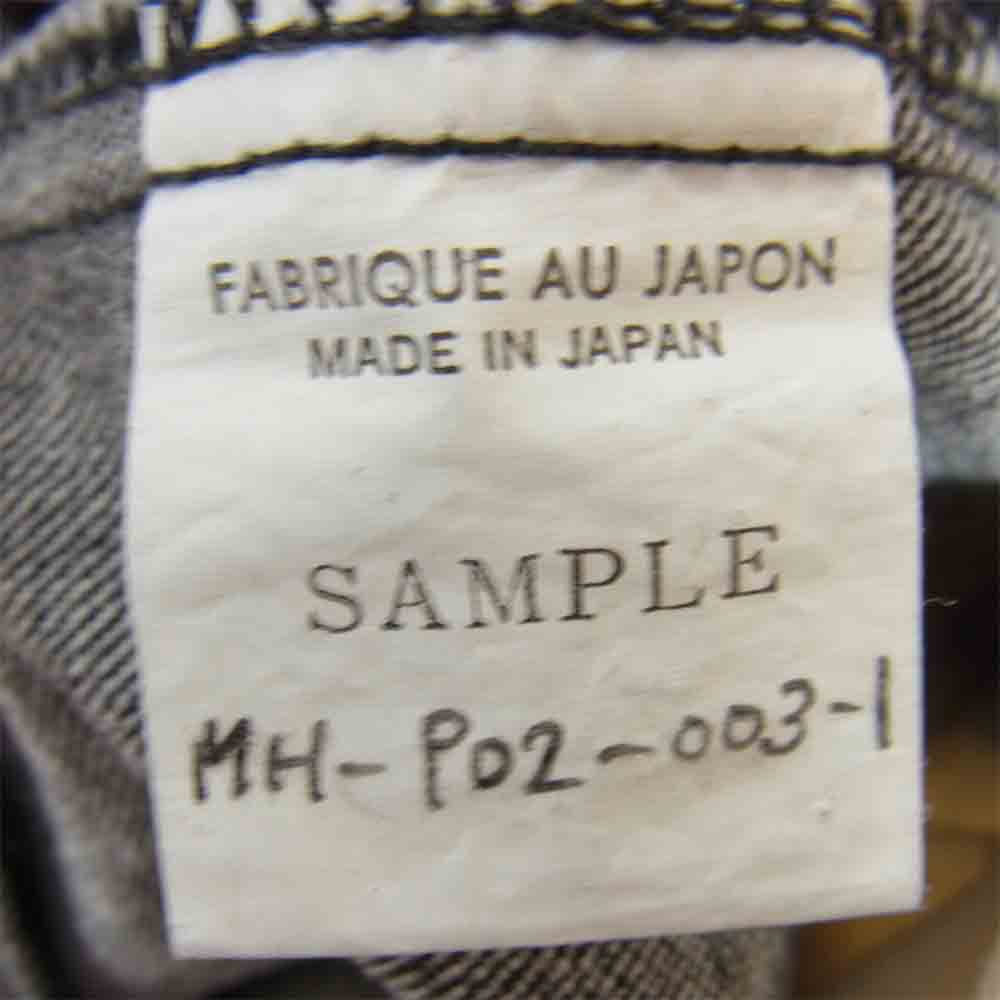 FABRIQUE AU JAPON
MADE IN JAPAN
SAMPLE
MH-P02-003-1